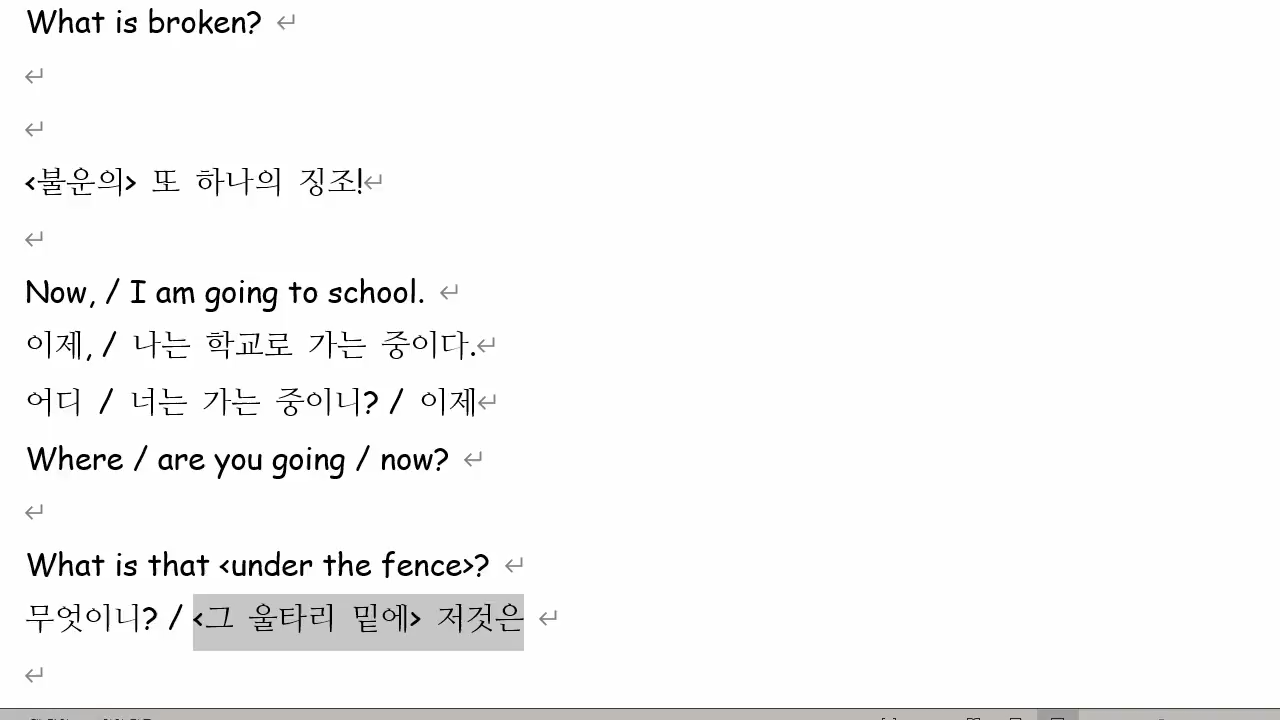 What is broken?
<불운의> 또 하나의 징조!
Now, / I am going to school.
이제, / 나는 학교로 가는 중이다.
어디 / 너는 가는 중이니? / 이제
Where / are you going / now?
What is that <under the fence>?
무엇이니? / <그 울타리 밑에> 저것은